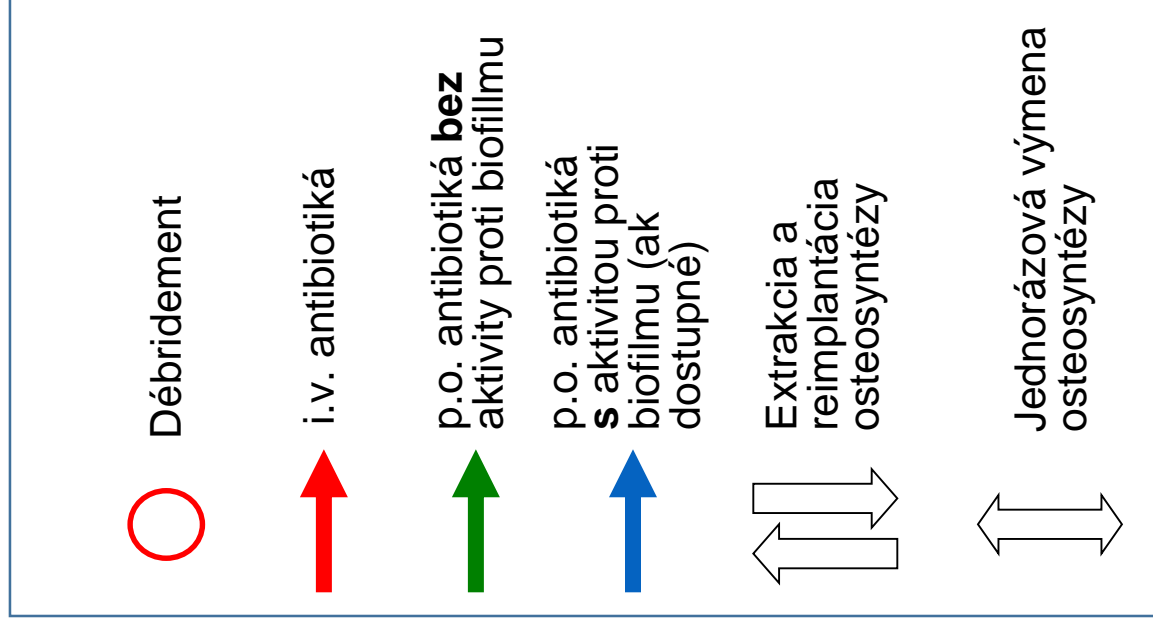 Débridement
i.v. antibiotiká
p.o. antibiotiká bez
aktivity proti biofillmu
p.o. antibiotiká
s aktivitou proti
biofilmu (ak
dostupné)
Extrakcia a
reimplantácia
osteosyntézy
Jednorázová výmena
osteosyntézy